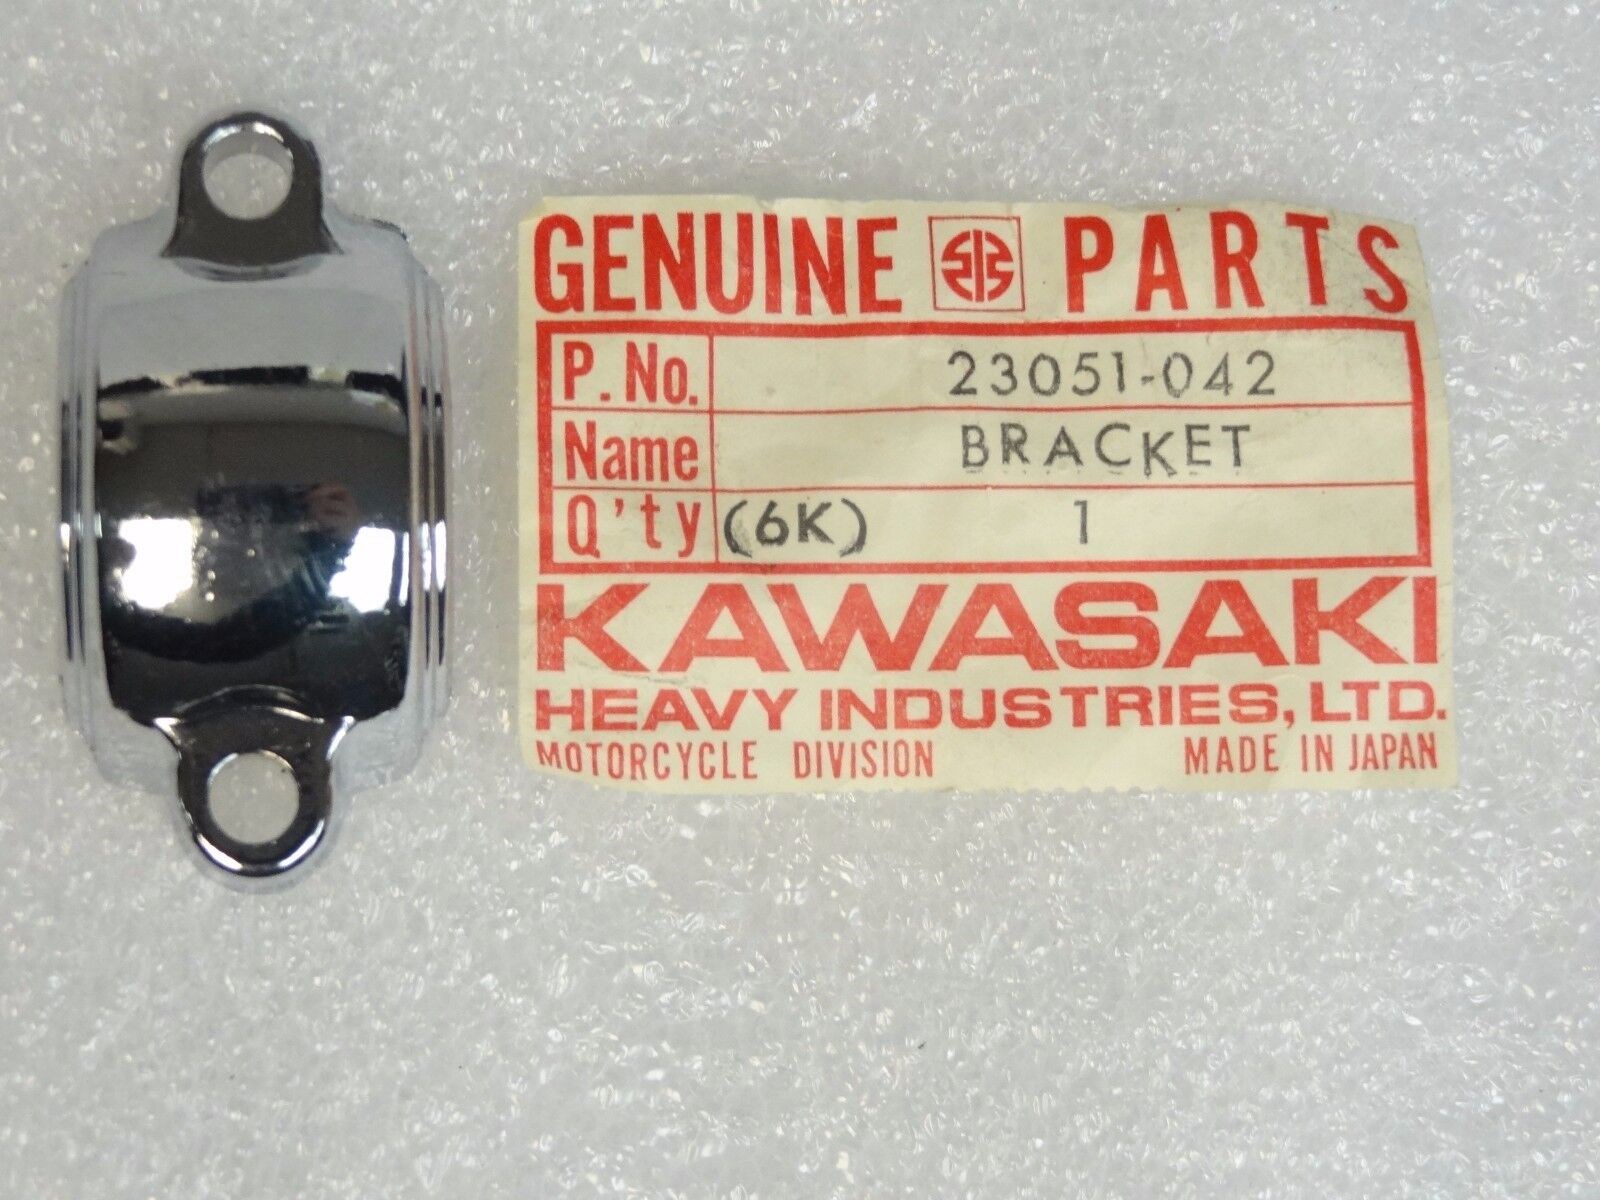 GENUINE PARTS
P. No. 23051-042
Name BRACKET
Q'ty (6K) 1
KAWASAKI
HEAVY INDUSTRIES, LTD.
MOTORCYCLE DIVISION MADE IN JAPAN